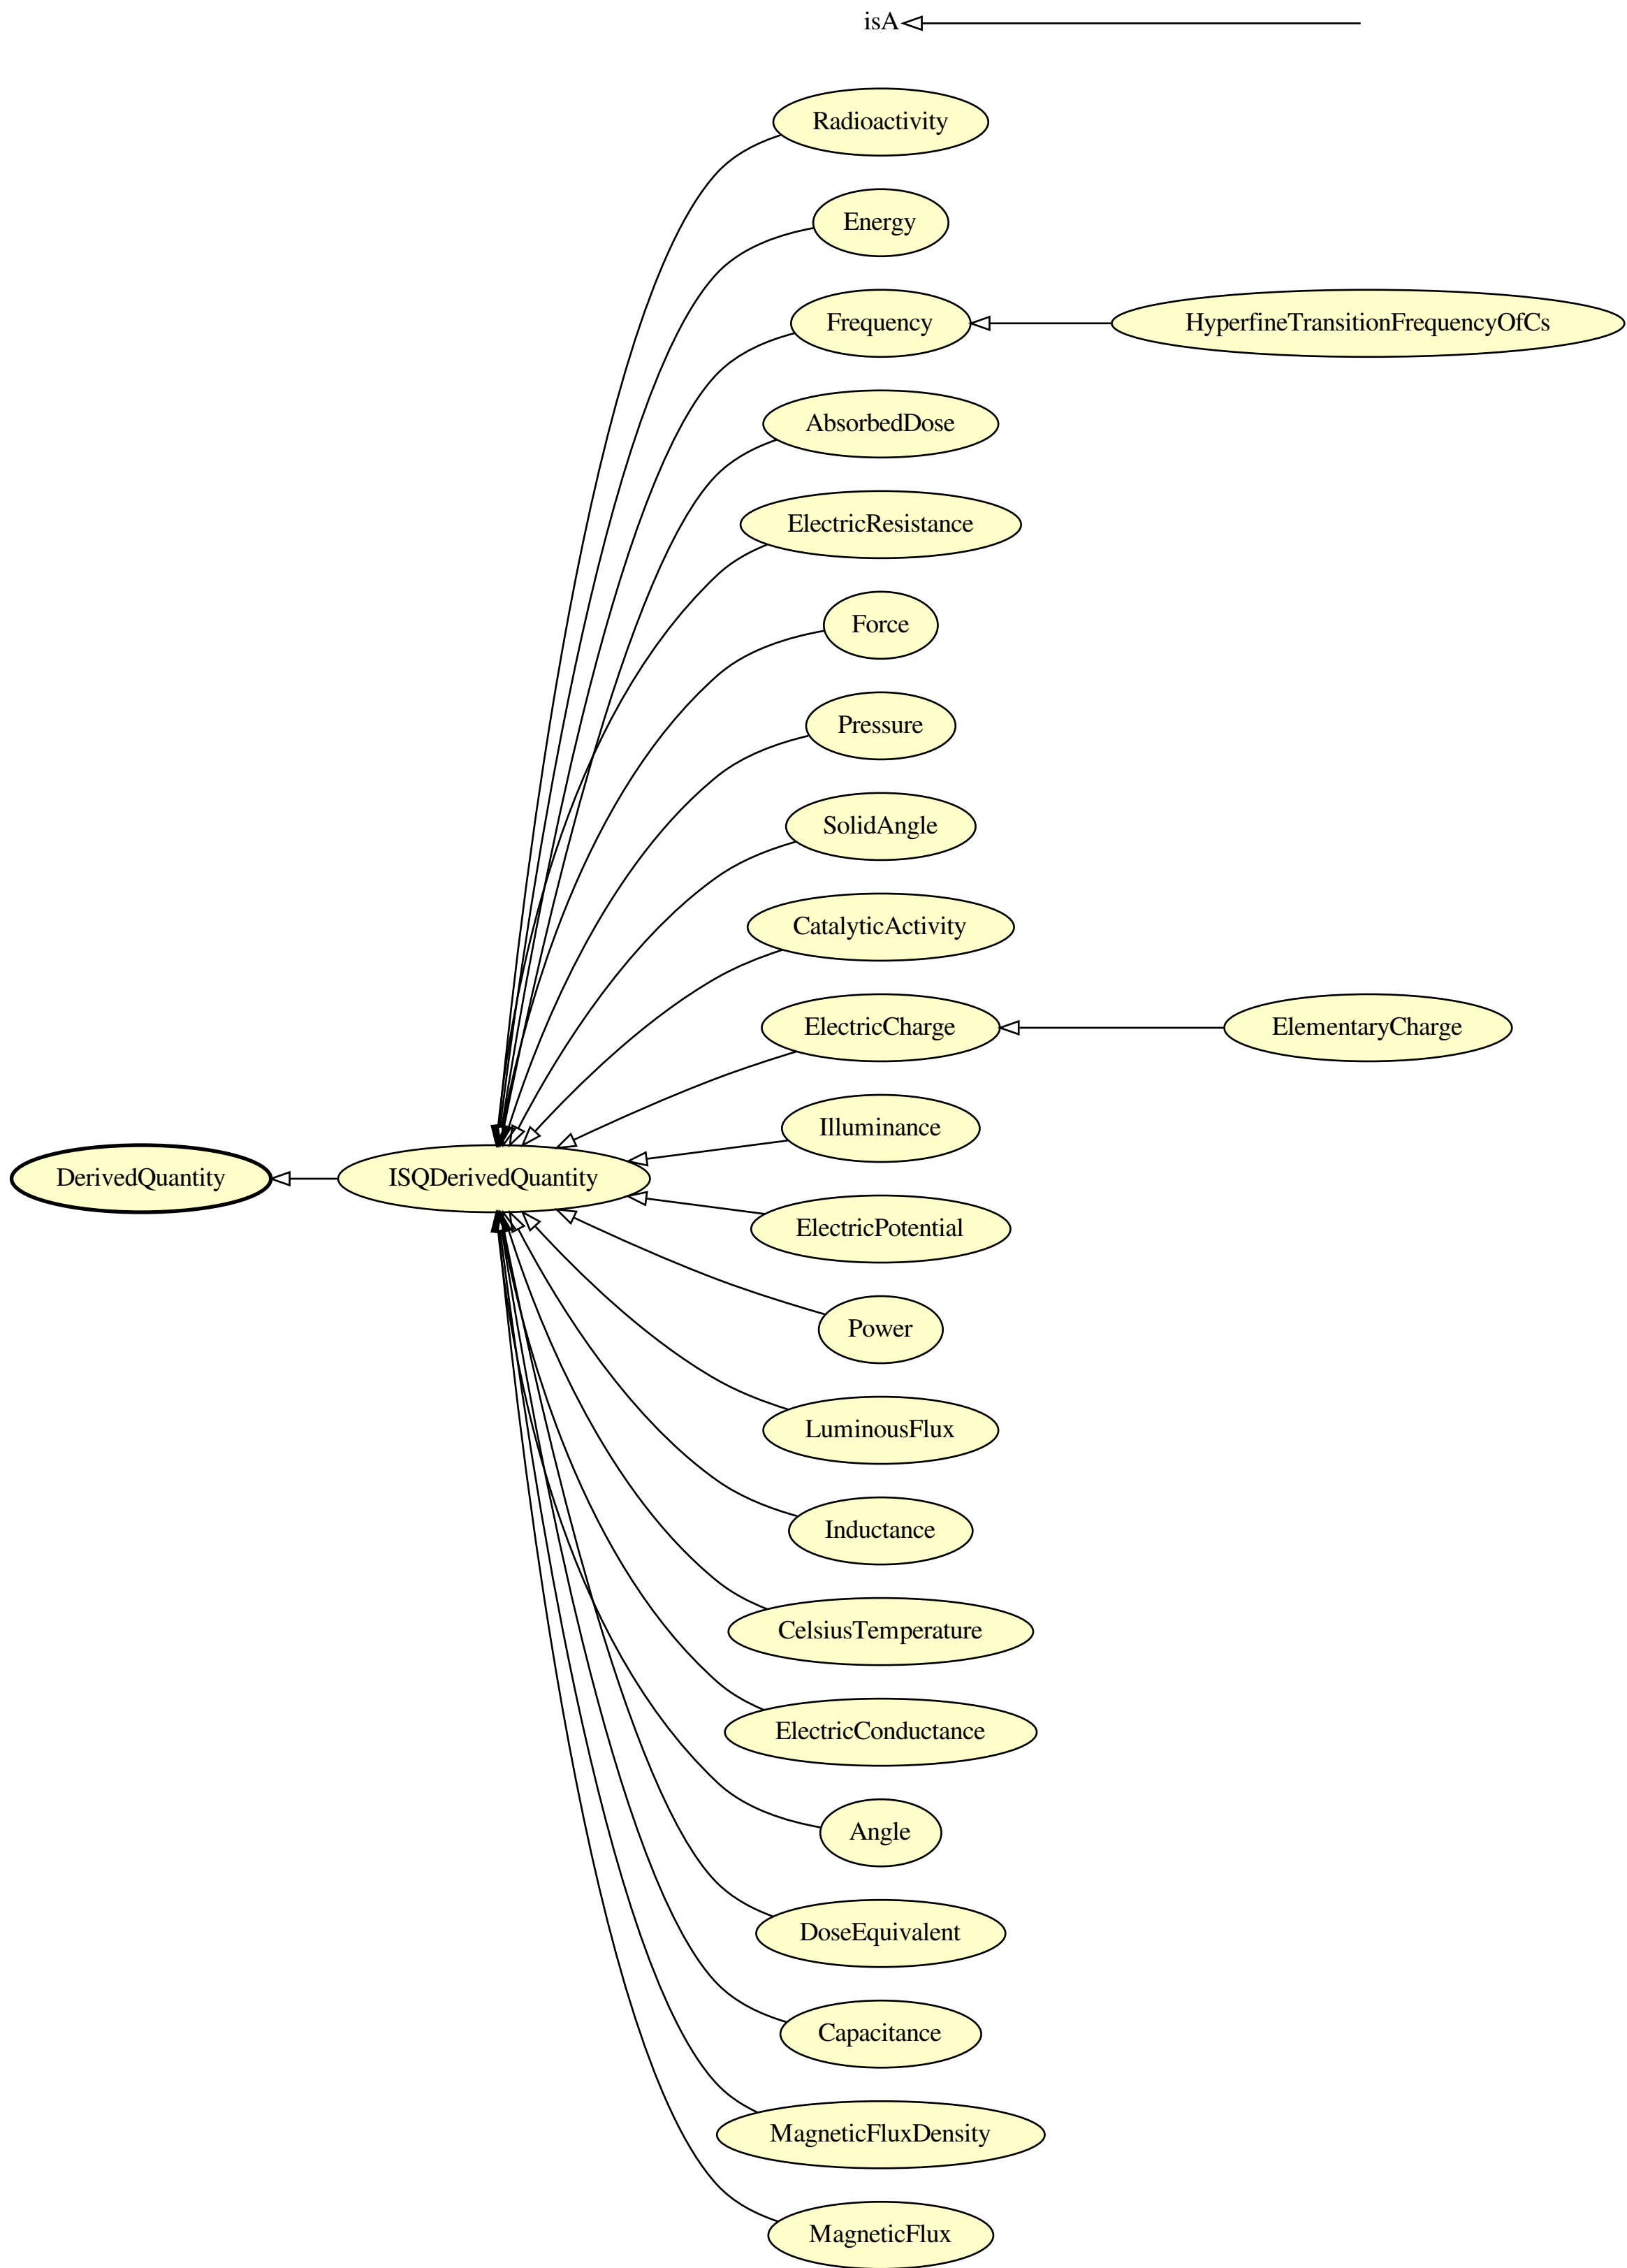 isA
Radioactivity
Energy
Frequency
HyperfineTransitionFrequencyOfCs
AbsorbedDose
ElectricResistance
Force
Pressure
SolidAngle
CatalyticActivity
ElectricCharge
ElementaryCharge
Illuminance
DerivedQuantity
ISQDerivedQuantity
ElectricPotential
Power
LuminousFlux
Inductance
CelsiusTemperature
ElectricConductance
Angle
DoseEquivalent
Capacitance
MagneticFluxDensity
MagneticFlux